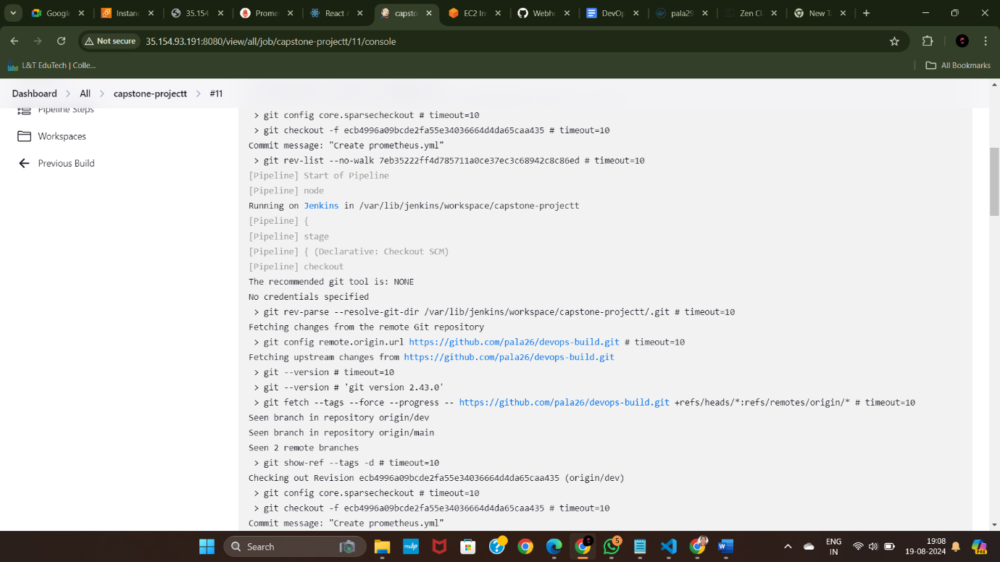 Google
Instanc
35.154
Prome
React A
capsto
EC2 In
Webho
DevOp
pala29
Zen Cl
New T
Not secure
35.154.93.191:8080/view/all/job/capstone-projectt/11/console
L&T EduTech | Colle...
All Bookmarks
Dashboard > All > capstone-projectt > #11
Pipeline Steps
Workspaces
Previous Build
> git config core.sparsecheckout # timeout=10
> git checkout -f ecb4996a09bcde2fa55e34036664d4da65caa435 # timeout=10
Commit message: "Create prometheus.yml"
> git rev-list --no-walk 7eb35222ff4d785711a0ce37ec3c68942c8c86ed # timeout=10
[Pipeline] Start of Pipeline
[Pipeline] node
Running on Jenkins in /var/lib/jenkins/workspace/capstone-projectt
[Pipeline] {
[Pipeline] stage
[Pipeline] { (Declarative: Checkout SCM)
[Pipeline] checkout
The recommended git tool is: NONE
No credentials specified
> git rev-parse --resolve-git-dir /var/lib/jenkins/workspace/capstone-projectt/.git # timeout=10
Fetching changes from the remote Git repository
> git config remote.origin.url https://github.com/pala26/devops-build.git # timeout=10
Fetching upstream changes from https://github.com/pala26/devops-build.git
> git --version # timeout=10
> git --version # 'git version 2.43.0'
> git fetch --tags --force --progress -- https://github.com/pala26/devops-build.git +refs/heads/*:refs/remotes/origin/* # timeout=10
Seen branch in repository origin/dev
Seen branch in repository origin/main
Seen 2 remote branches
> git show-ref --tags -d # timeout=10
Checking out Revision ecb4996a09bcde2fa55e34036664d4da65caa435 (origin/dev)
> git config core.sparsecheckout # timeout=10
> git checkout -f ecb4996a09bcde2fa55e34036664d4da65caa435 # timeout=10
Commit message: "Create prometheus.yml"
Search
myhp
5
ENG
IN
19:08
19-08-2024
PRE